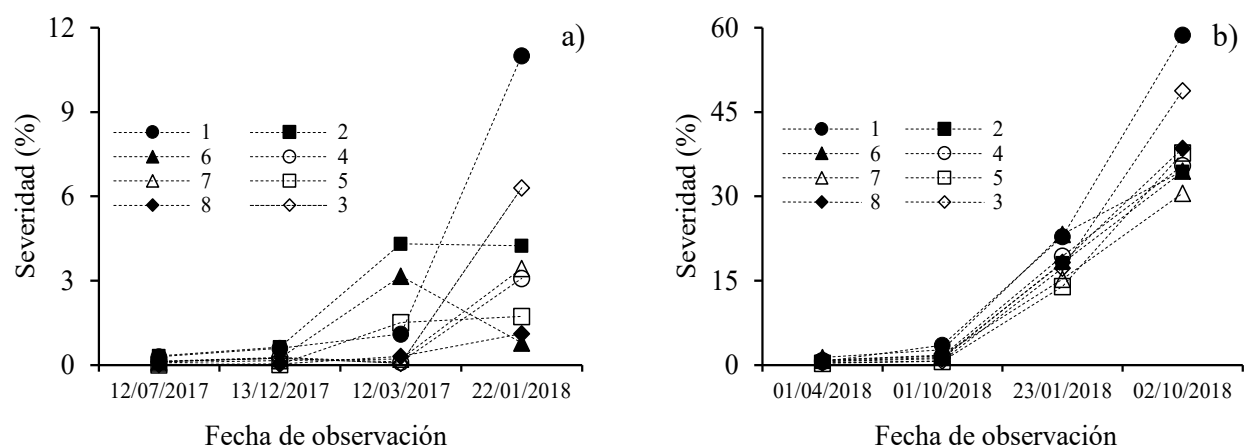 a)
Severidad (%)
12
9
6
3
0
1 2
6 4
7 5
8 3
12/07/2017 13/12/2017 12/03/2017 22/01/2018
Fecha de observación
b)
Severidad (%)
60
45
30
15
0
1 2
6 4
7 5
8 3
01/04/2018 01/10/2018 23/01/2018 02/10/2018
Fecha de observación